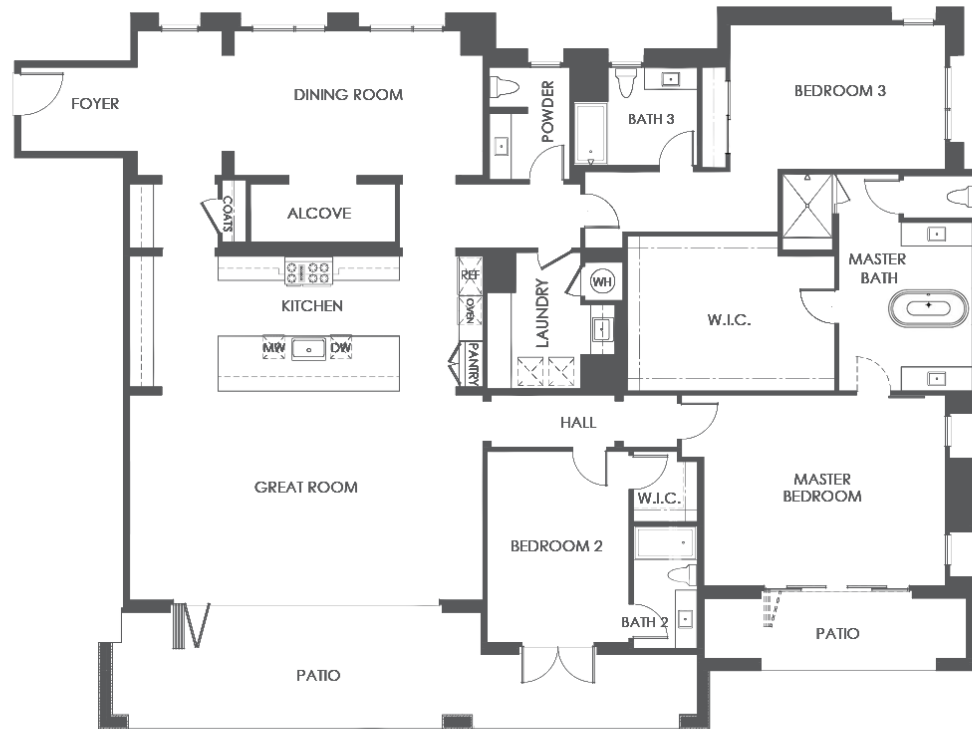 FOYER
DINING ROOM
POWDER
BATH 3
BEDROOM 3
COATS
ALCOVE
KITCHEN
REF
OVEN
PANTRY
MW
DW
LAUNDRY
WH
W.I.C.
MASTER
BATH
HALL
GREAT ROOM
BEDROOM 2
W.I.C.
BATH 2
MASTER
BEDROOM
PATIO
PATIO